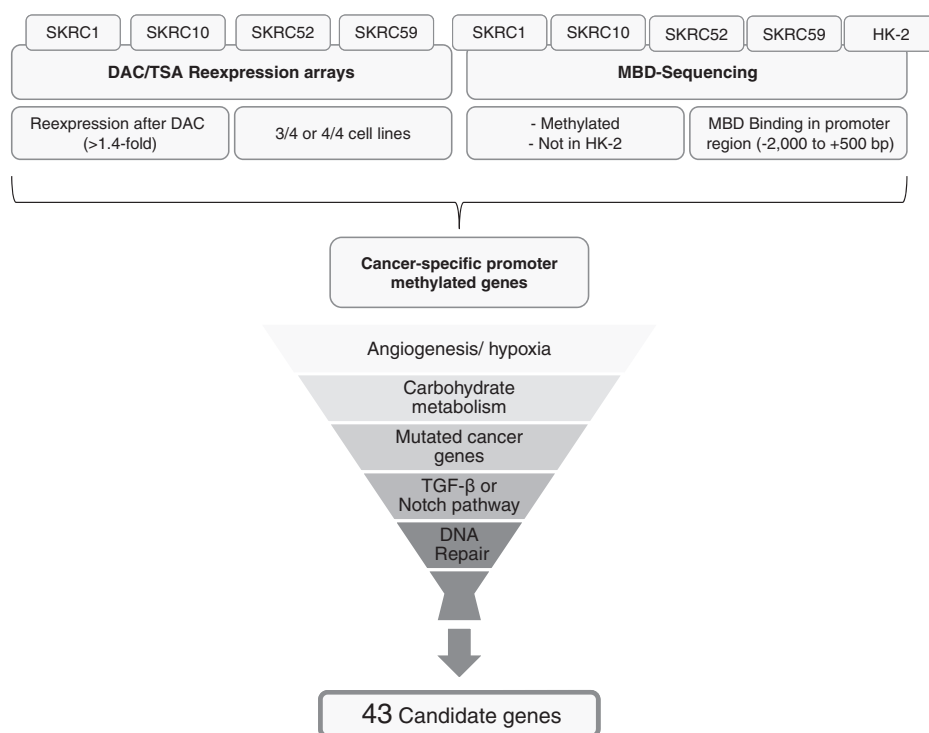 SKRC1 SKRC10 SKRC52 SKRC59 SKRC1 SKRC10 SKRC52 SKRC59 HK-2
DAC/TSA Reexpression arrays
MBD-Sequencing
Reexpression after DAC
(>1.4-fold)
3/4 or 4/4 cell lines
- Methylated
- Not in HK-2
MBD Binding in promoter
region (-2,000 to +500 bp)
Cancer-specific promoter
methylated genes
Angiogenesis/ hypoxia
Carbohydrate
metabolism
Mutated cancer
genes
TGF-β or
Notch pathway
DNA
Repair
43 Candidate genes